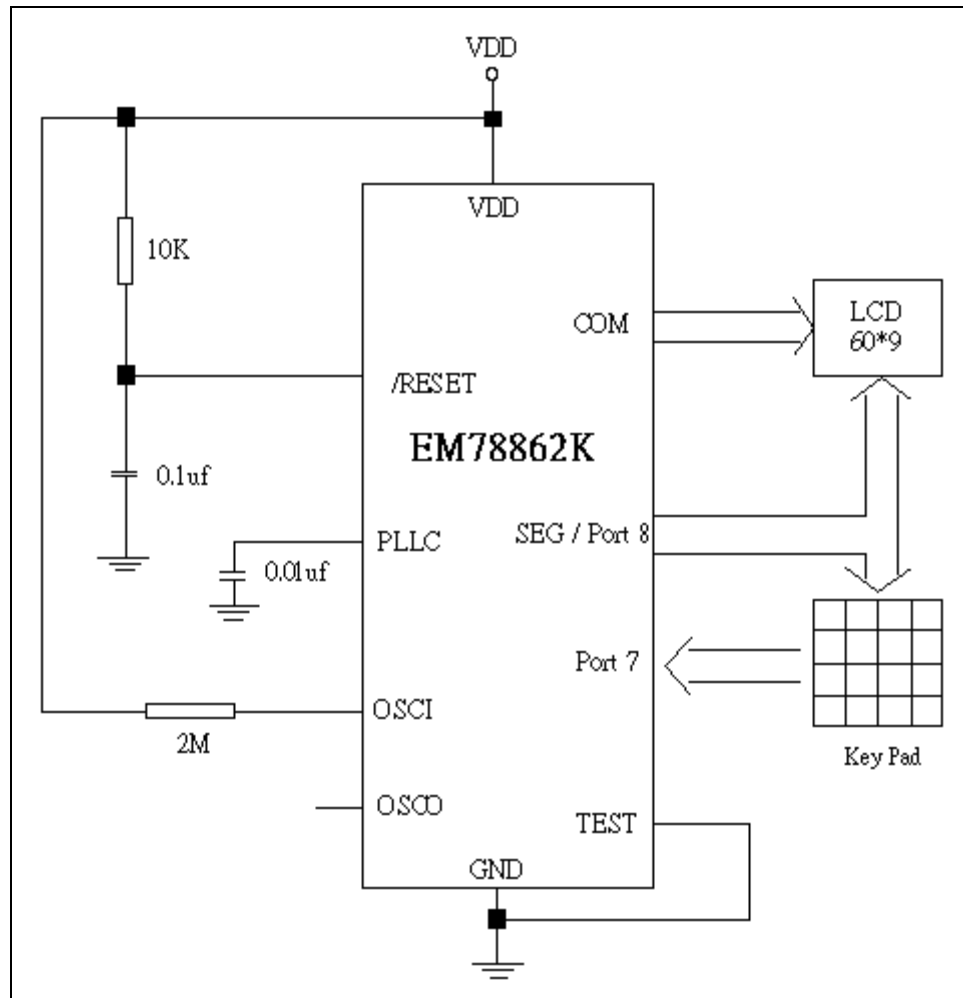 VDD
VDD
10K
COM
LCD
60*9
/RESET
EM78862K
0.1uf
PLLC
SEG / Port 8
0.01uf
Port 7
OSCI
2M
Key Pad
OSCO
TEST
GND